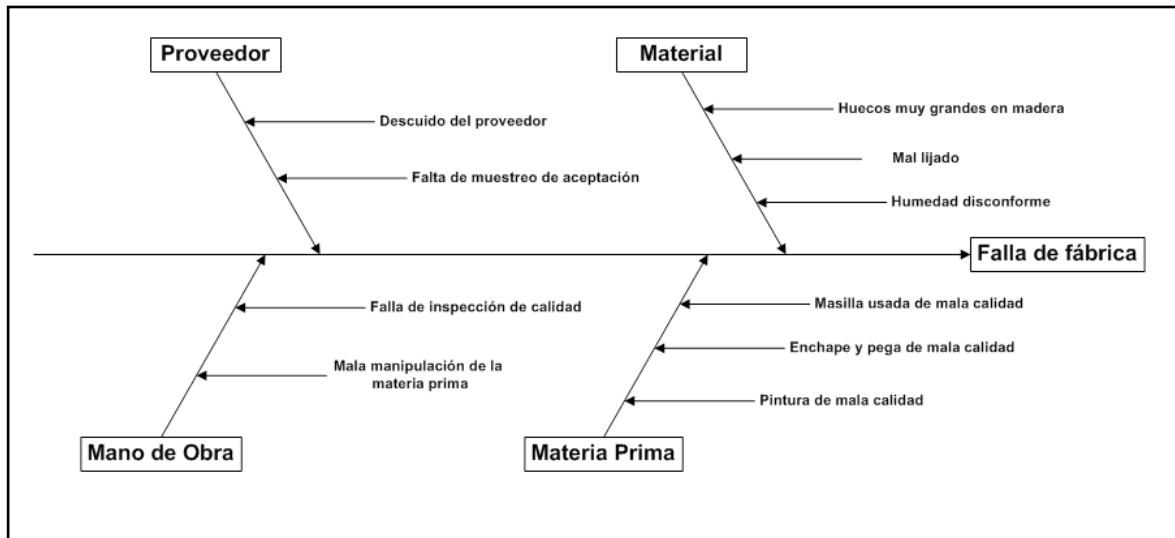 Proveedor
Material
Descuido del proveedor
Falta de muestreo de aceptación
Huecos muy grandes en madera
Mal lijado
Humedad disconforme
Falla de fábrica
Falla de inspección de calidad
Mala manipulación de la
materia prima
Masilla usada de mala calidad
Enchape y pega de mala calidad
Pintura de mala calidad
Mano de Obra
Materia Prima